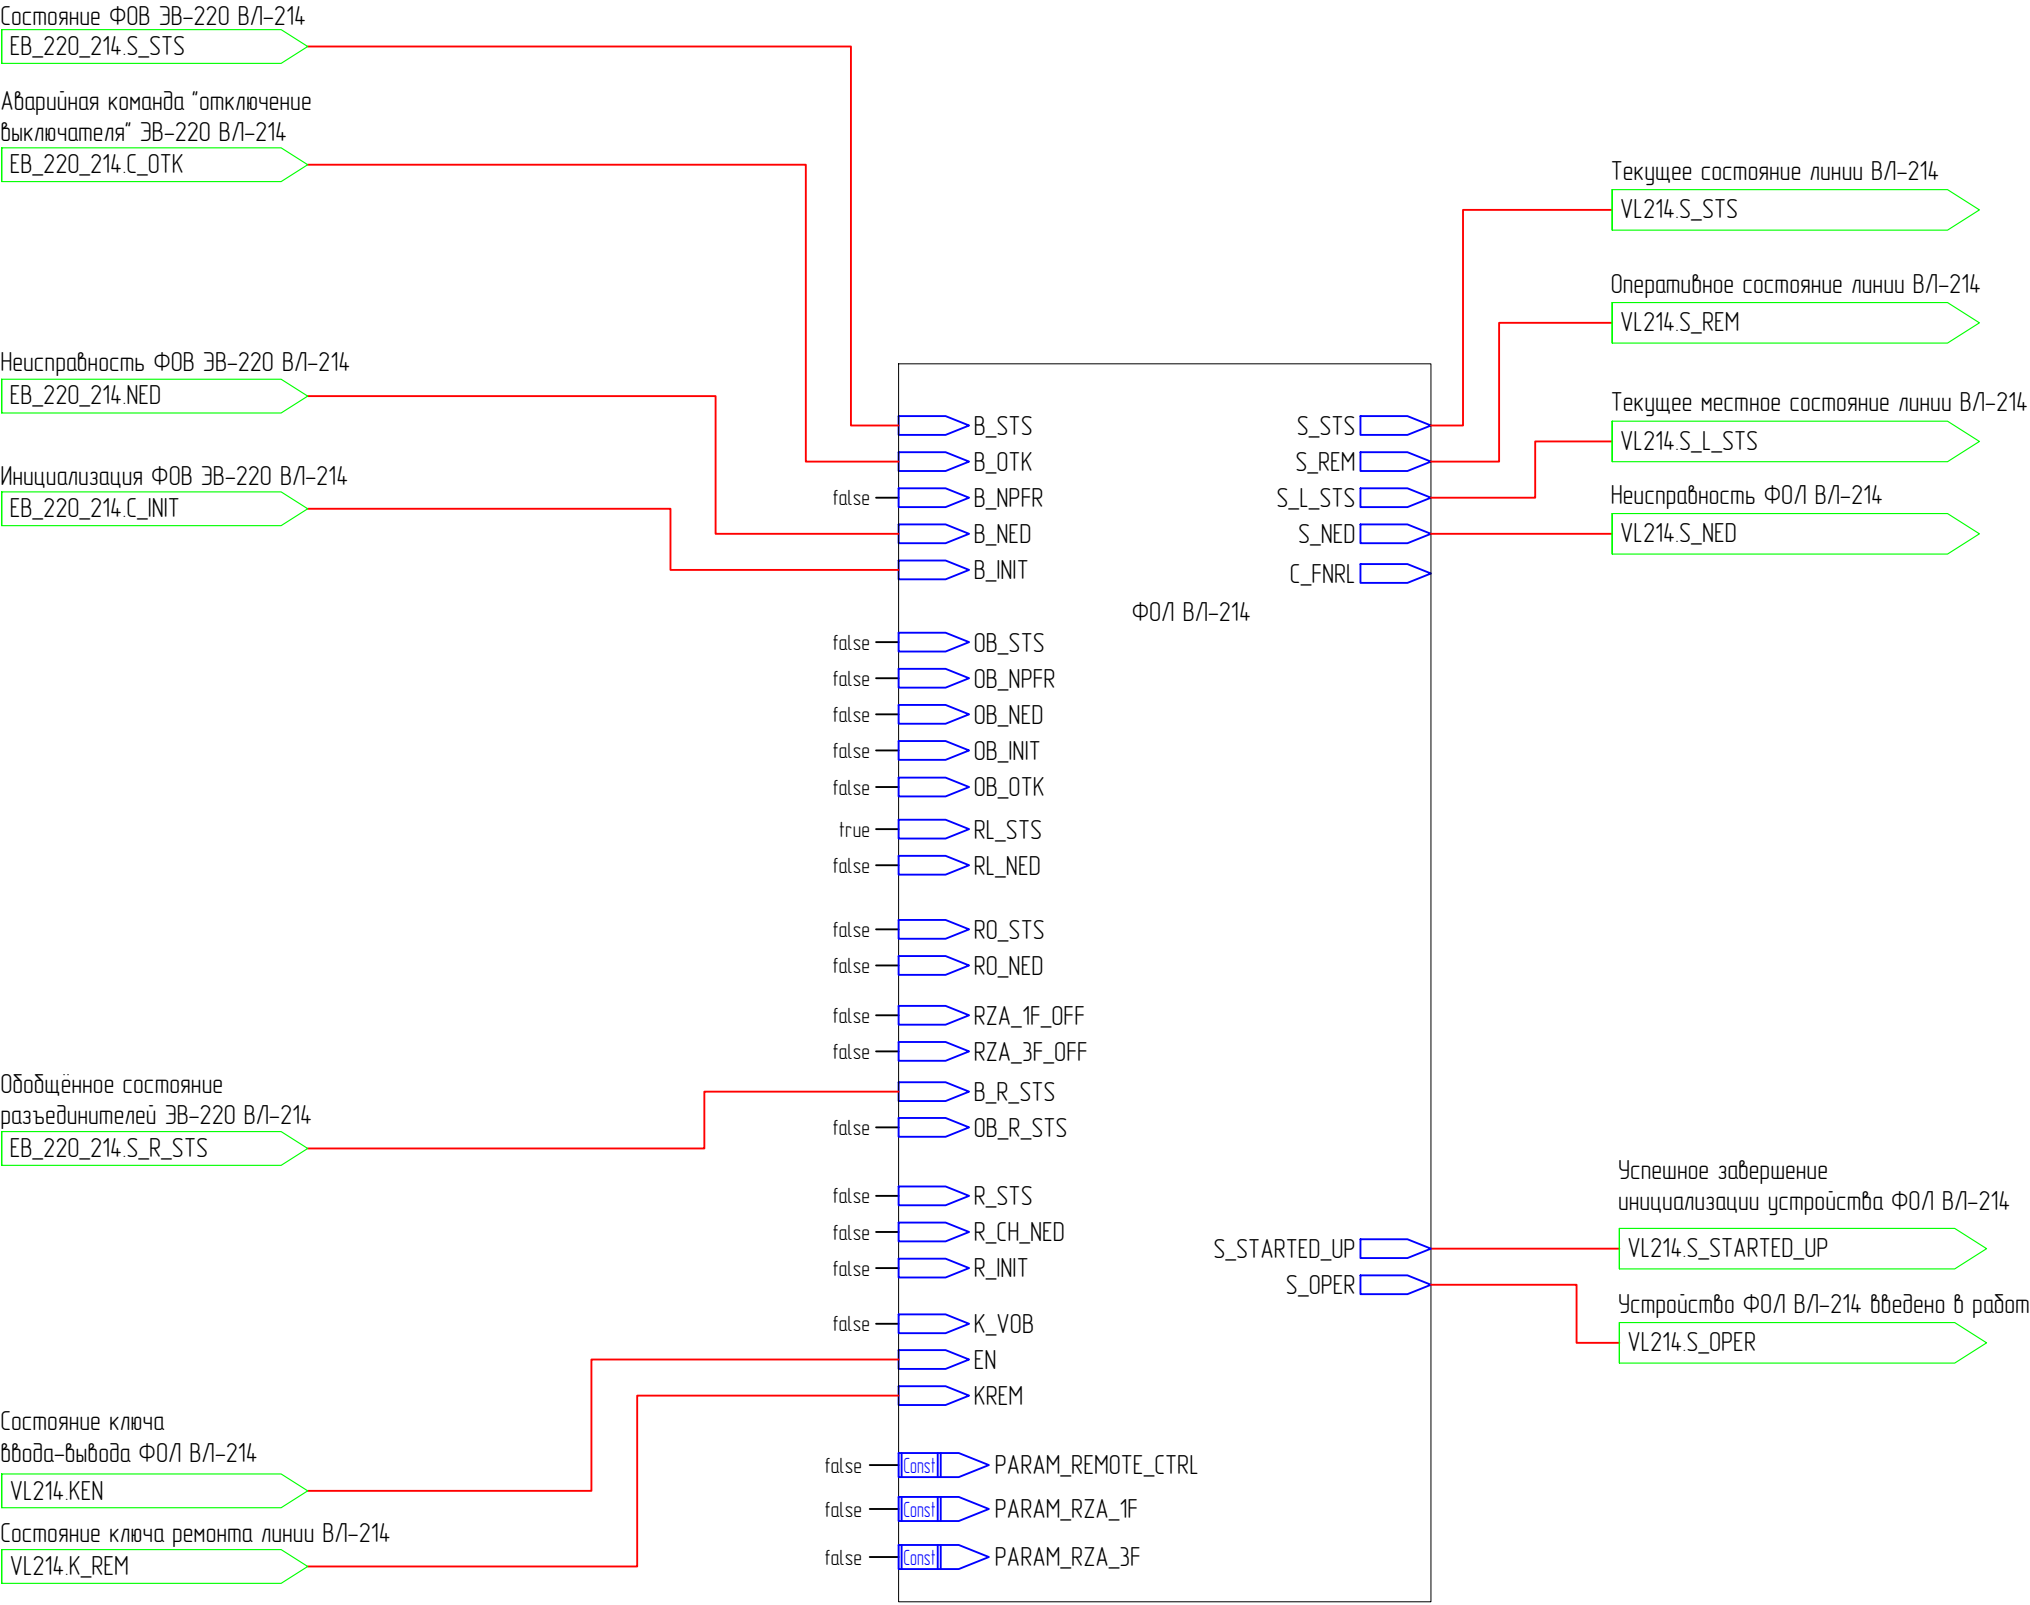 Состояние ФОВ ЭВ-220 ВЛ-214
EB_220_214.S_STS
Аварийная команда "отключение
выключателя" ЭВ-220 ВЛ-214
EB_220_214.C_OTK
Неисправность ФОВ ЭВ-220 ВЛ-214
EB_220_214.NED
Инициализация ФОВ ЭВ-220 ВЛ-214
EB_220_214.C_INIT
Обобщённое состояние
разъединителей ЭВ-220 ВЛ-214
EB_220_214.S_R_STS
Состояние ключа
ввода-вывода ФОЛ ВЛ-214
VL214.KEN
Состояние ключа ремонта линии ВЛ-214
VL214.K_REM
B_STS
B_OTK
false B_NPFR
B_NED
B_INIT
false OB_STS
false OB_NPFR
false OB_NED
false OB_INIT
false OB_OTK
true RL_STS
false RL_NED
false RO_STS
false RO_NED
false RZA_1F_OFF
false RZA_3F_OFF
B_R_STS
false OB_R_STS
false R_STS
false R_CH_NED
false R_INIT
false K_VOB
EN
KREM
false Const PARAM_REMOTE_CTRL
false Const PARAM_RZA_1F
false Const PARAM_RZA_3F
ФОЛ ВЛ-214
S_STS
S_REM
S_L_STS
S_NED
C_FNRL
S_STARTED_UP
S_OPER
Текущее состояние линии ВЛ-214
VL214.S_STS
Оперативное состояние линии ВЛ-214
VL214.S_REM
Текущее местное состояние линии ВЛ-214
VL214.S_L_STS
Неисправность ФОЛ ВЛ-214
VL214.S_NED
Успешное завершение
инициализации устройства ФОЛ ВЛ-214
VL214.S_STARTED_UP
Устройство ФОЛ ВЛ-214 введено в работ
VL214.S_OPER